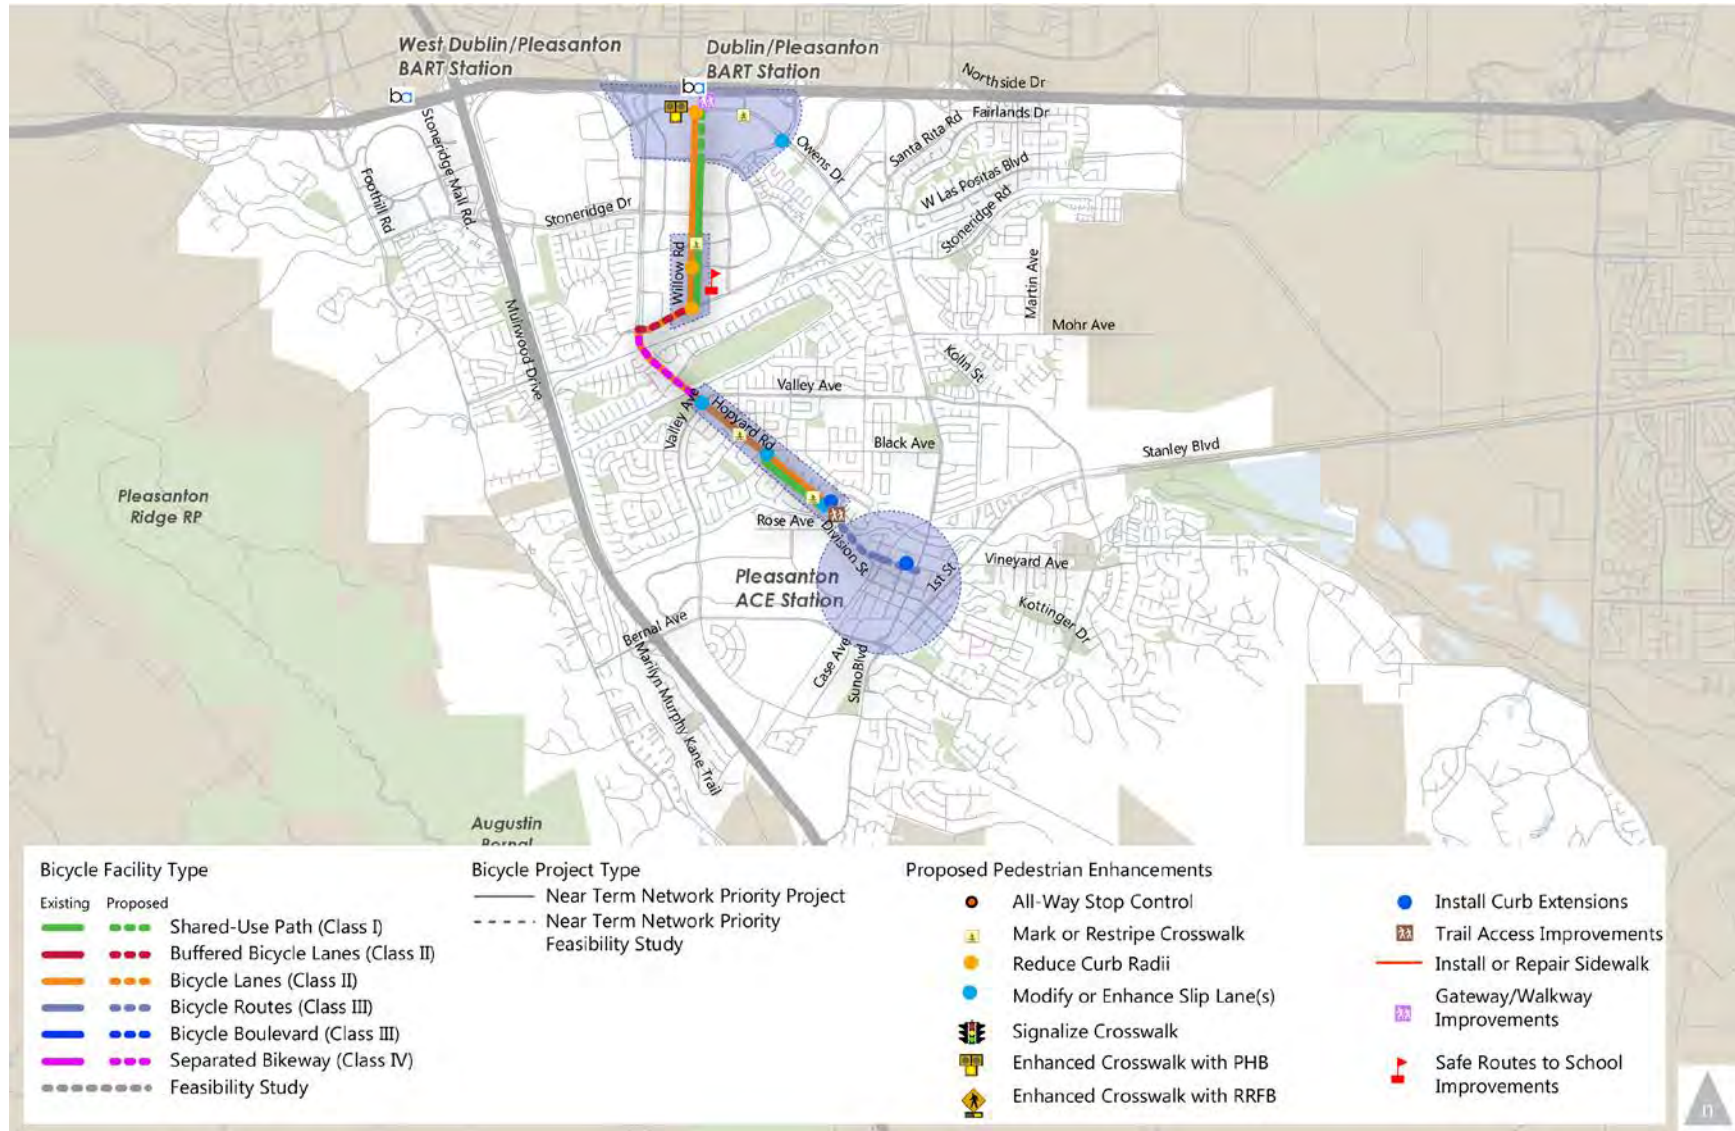 West Dublin/Pleasanton
BART Station
Dublin/Pleasanton
BART Station
ba
ba
Northside Dr
Fairlands Dr
Santa Rita Rd
Owens Dr
W Las Positas Blvd
Stoneridge Rd
Stoneridge Mall Rd.
Foothill Rd
Stoneridge Dr
Willow Rd
Martin Ave
Mohr Ave
Muirwood Drive
Kolln St
Valley Ave
Valley Ave
Hopyard Rd
Black Ave
Stanley Blvd
Pleasanton
Ridge RP
Rose Ave
Division St
Vineyard Ave
1st St
Pleasanton
ACE Station
Kottinger Dr
Bernal Ave
Case Ave
SunoBlvd
Marilyn Murphy Kane Trail
Augustin
Bernal
Bicycle Facility Type
Existing Proposed
Shared-Use Path (Class I)
Buffered Bicycle Lanes (Class II)
Bicycle Lanes (Class II)
Bicycle Routes (Class III)
Bicycle Boulevard (Class III)
Separated Bikeway (Class IV)
Feasibility Study
Bicycle Project Type
Near Term Network Priority Project
Near Term Network Priority
Feasibility Study
Proposed Pedestrian Enhancements
All-Way Stop Control
Mark or Restripe Crosswalk
Reduce Curb Radii
Modify or Enhance Slip Lane(s)
Signalize Crosswalk
Enhanced Crosswalk with PHB
Enhanced Crosswalk with RRFB
Install Curb Extensions
Trail Access Improvements
Install or Repair Sidewalk
Gateway/Walkway
Improvements
Safe Routes to School
Improvements
n